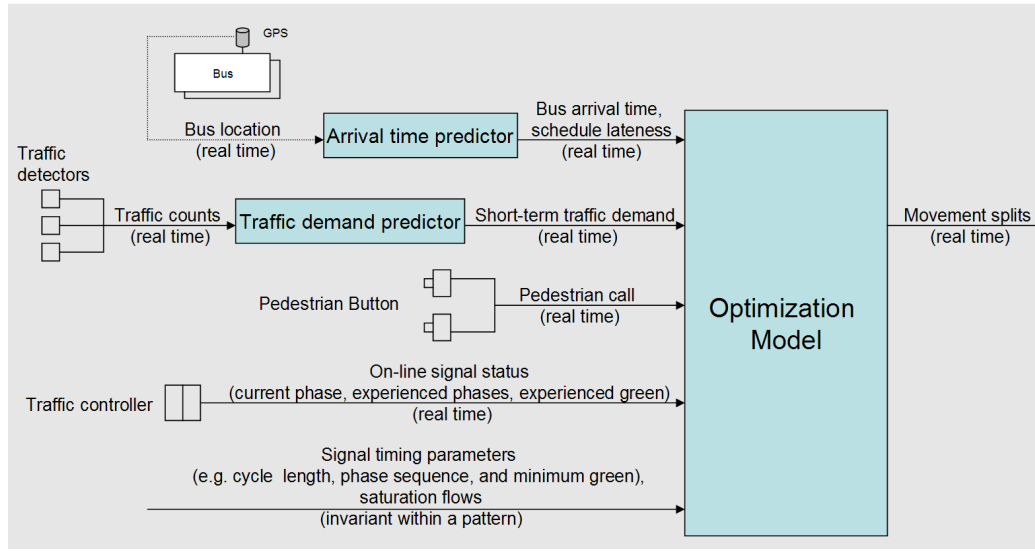 GPS
Bus
Bus location
(real time)
Arrival time predictor
Bus arrival time,
schedule lateness
(real time)
Traffic
detectors
Traffic counts
(real time)
Traffic demand predictor
Short-term traffic demand
(real time)
Movement splits
(real time)
Pedestrian Button
Pedestrian call
(real time)
Optimization
Model
Traffic controller
On-line signal status
(current phase, experienced phases, experienced green)
(real time)
Signal timing parameters
(e.g. cycle length, phase sequence, and minimum green),
saturation flows
(invariant within a pattern)